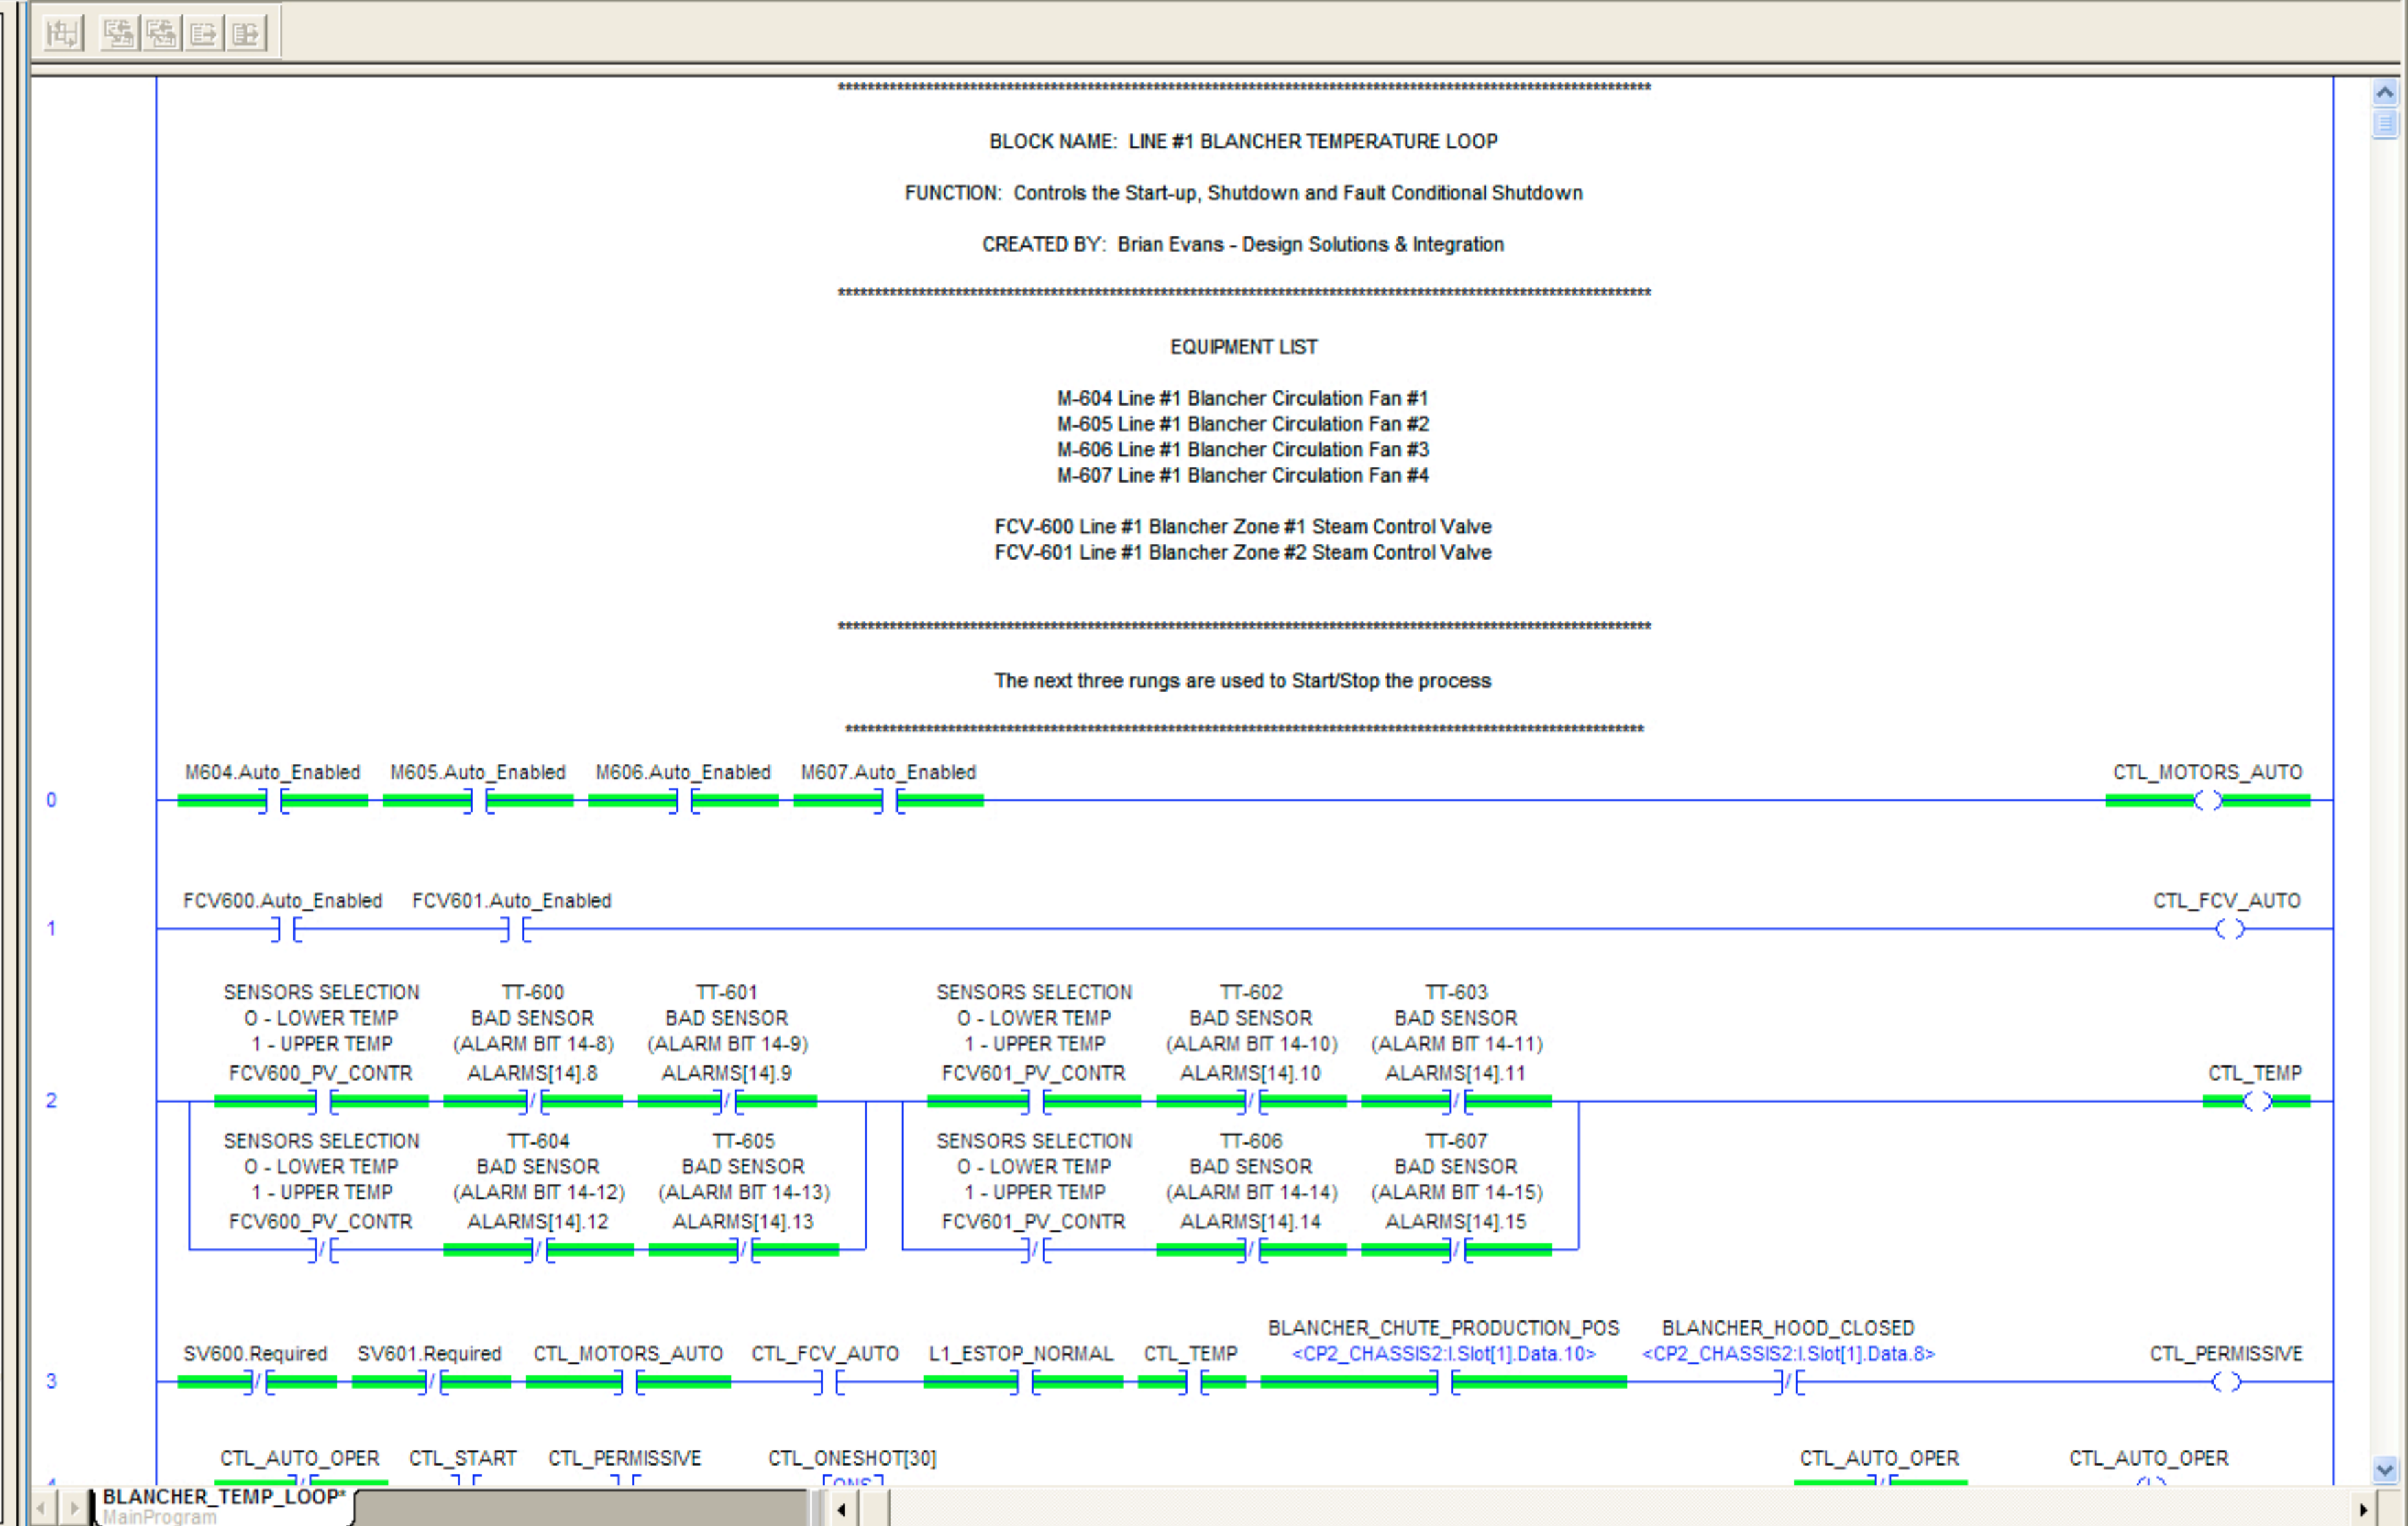 ********************************************************************************************************************
BLOCK NAME:  LINE #1 BLANCHER TEMPERATURE LOOP
FUNCTION:  Controls the Start-up, Shutdown and Fault Conditional Shutdown
CREATED BY:  Brian Evans - Design Solutions & Integration
********************************************************************************************************************
EQUIPMENT LIST
M-604 Line #1 Blancher Circulation Fan #1
M-605 Line #1 Blancher Circulation Fan #2
M-606 Line #1 Blancher Circulation Fan #3
M-607 Line #1 Blancher Circulation Fan #4
FCV-600 Line #1 Blancher Zone #1 Steam Control Valve
FCV-601 Line #1 Blancher Zone #2 Steam Control Valve
********************************************************************************************************************
The next three rungs are used to Start/Stop the process
******************************************************************************************************************
M604.Auto_Enabled M605.Auto_Enabled M606.Auto_Enabled M607.Auto_Enabled CTL_MOTORS_AUTO
0
FCV600.Auto_Enabled FCV601.Auto_Enabled CTL_FCV_AUTO
1
SENSORS SELECTION TT-600 TT-601 SENSORS SELECTION TT-602 TT-603
O - LOWER TEMP BAD SENSOR BAD SENSOR O - LOWER TEMP BAD SENSOR BAD SENSOR
1 - UPPER TEMP (ALARM BIT 14-8) (ALARM BIT 14-9) 1 - UPPER TEMP (ALARM BIT 14-10) (ALARM BIT 14-11)
FCV600_PV_CONTR ALARMS[14].8 ALARMS[14].9 FCV601_PV_CONTR ALARMS[14].10 ALARMS[14].11 CTL_TEMP
2
SENSORS SELECTION TT-604 TT-605 SENSORS SELECTION TT-606 TT-607
O - LOWER TEMP BAD SENSOR BAD SENSOR O - LOWER TEMP BAD SENSOR BAD SENSOR
1 - UPPER TEMP (ALARM BIT 14-12) (ALARM BIT 14-13) 1 - UPPER TEMP (ALARM BIT 14-14) (ALARM BIT 14-15)
FCV600_PV_CONTR ALARMS[14].12 ALARMS[14].13 FCV601_PV_CONTR ALARMS[14].14 ALARMS[14].15
BLANCHER_CHUTE_PRODUCTION_POS BLANCHER_HOOD_CLOSED
SV600.Required SV601.Required CTL_MOTORS_AUTO CTL_FCV_AUTO L1_ESTOP_NORMAL CTL_TEMP <CP2_CHASSIS2:I.Slot[1].Data.10> <CP2_CHASSIS2:I.Slot[1].Data.8> CTL_PERMISSIVE
3
CTL_AUTO_OPER CTL_START CTL_PERMISSIVE CTL_ONESHOT[30] CTL_AUTO_OPER CTL_AUTO_OPER
4 ONS L
BLANCHER_TEMP_LOOP*
MainProgram